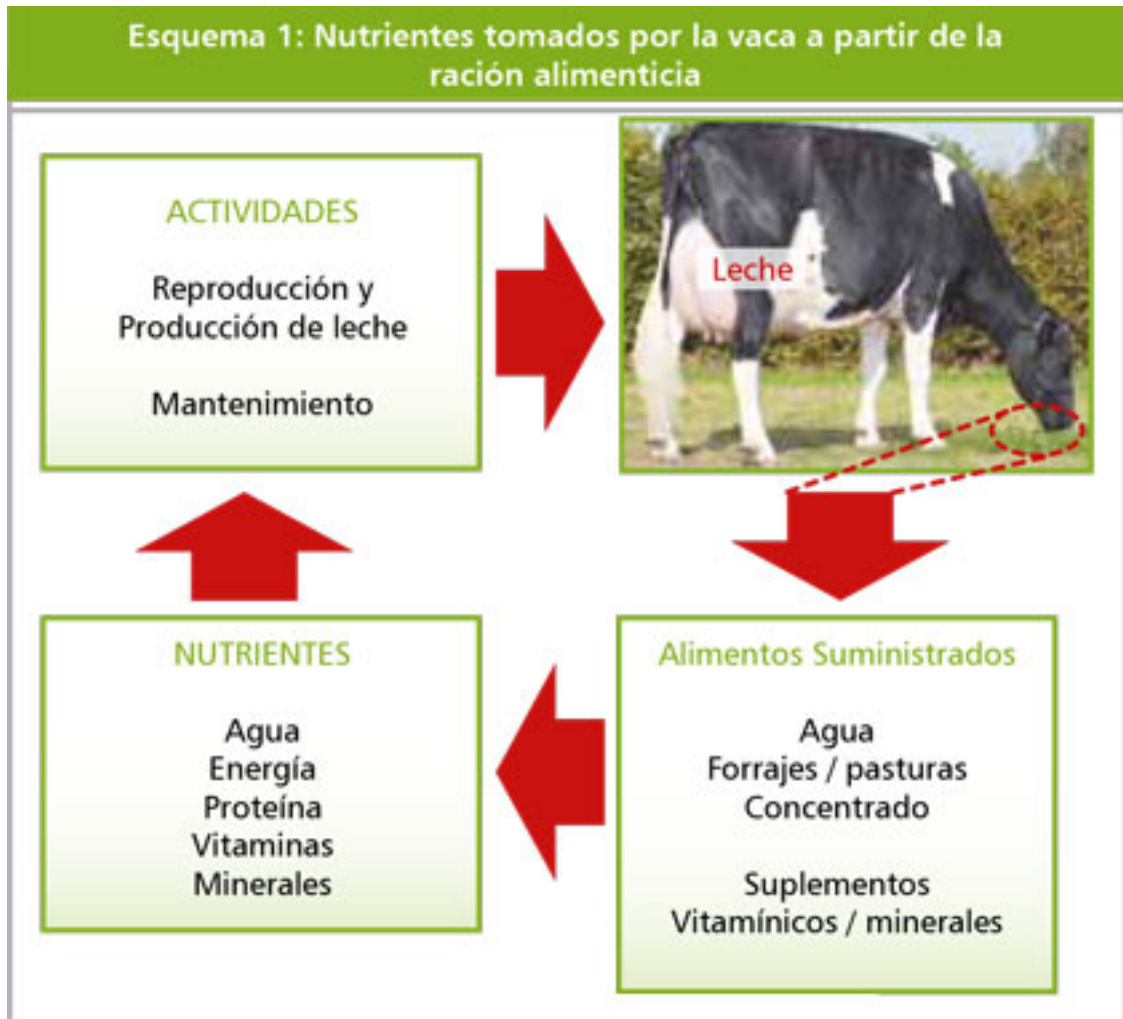 Esquema 1: Nutrientes tomados por la vaca a partir de la
ración alimenticia
ACTIVIDADES
Reproducción y
Producción de leche
Mantenimiento
Leche
NUTRIENTES
Agua
Energía
Proteína
Vitaminas
Minerales
Alimentos Suministrados
Agua
Forrajes / pasturas
Concentrado
Suplementos
Vitamínicos / minerales